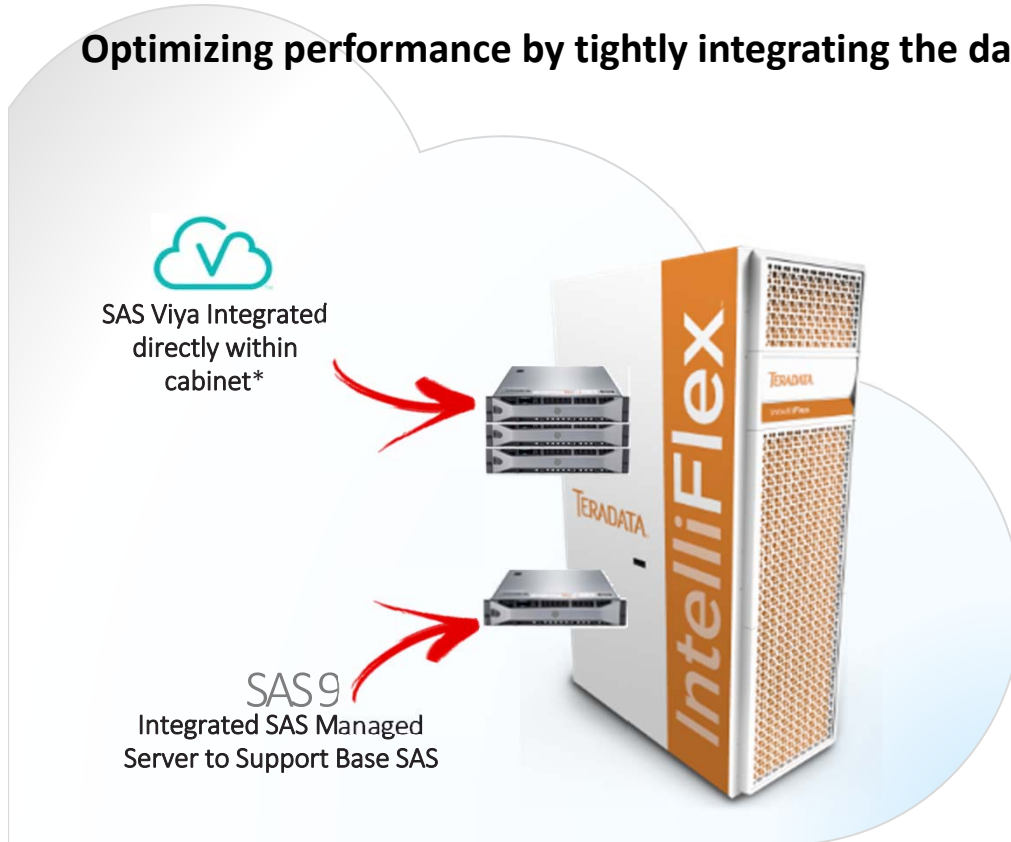 Optimizing performance by tightly integrating the da
SAS Viya Integrated
directly within
cabinet*
TERADATA
IntelliFlex
TERADATA
IntelliFlex
SAS 9
Integrated SAS Managed
Server to Support Base SAS